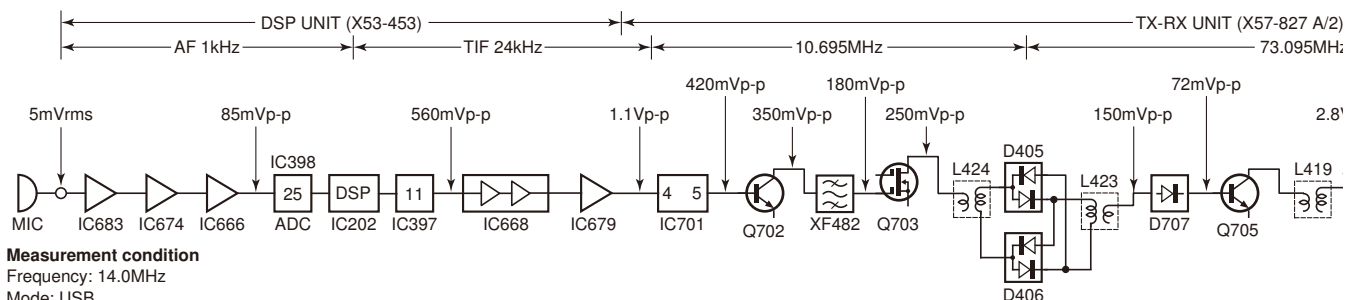 DSP UNIT (X53-453) TX-RX UNIT (X57-827 A/2)
AF 1kHz TIF 24kHz 10.695MHz 73.095MHz
420mVp-p 180mVp-p 72mVp-p
5mVrms 85mVp-p 560mVp-p 1.1Vp-p 350mVp-p 250mVp-p 150mVp-p 2.8V
IC398 D405
L424 L423 L419
25 DSP 11 4 5
MIC IC683 IC674 IC666 ADC IC202 IC397 IC668 IC679 IC701 Q702 XF482 Q703 D707 Q705
Measurement condition
Frequency: 14.0MHz
D406
Mode: USB